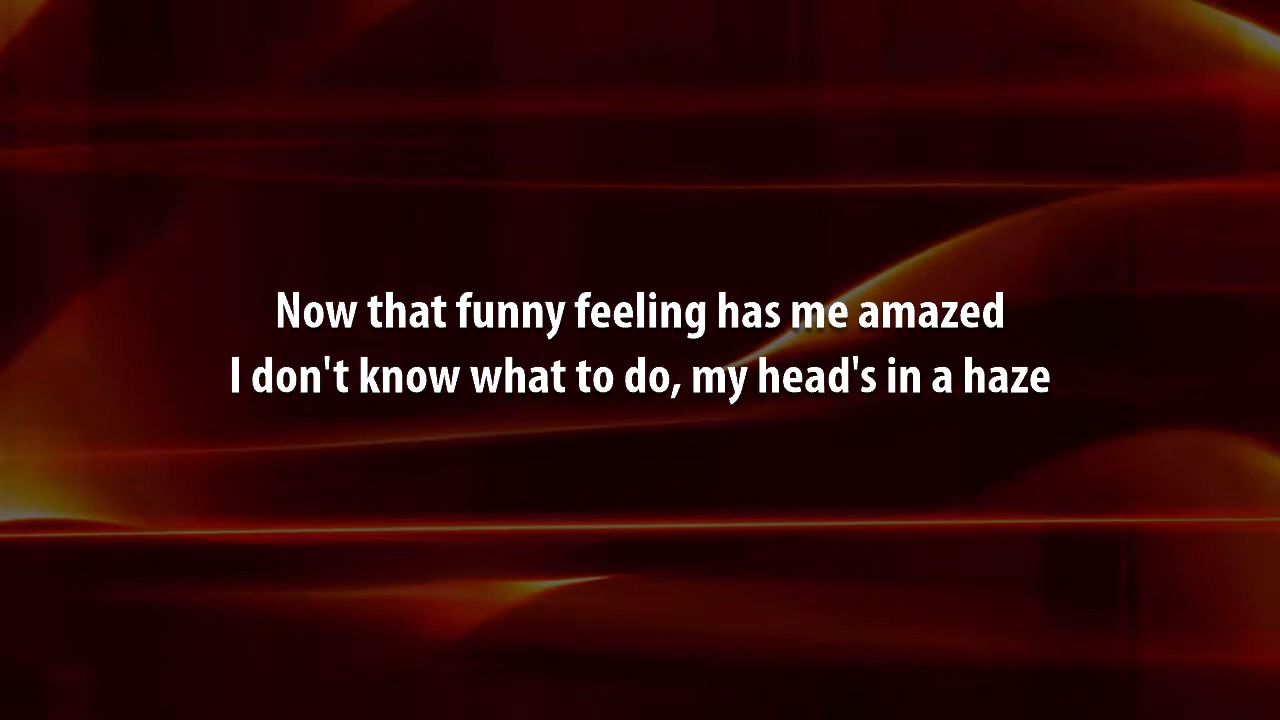 Now that funny feeling has me amazed
I don't know what to do, my head's in a haze